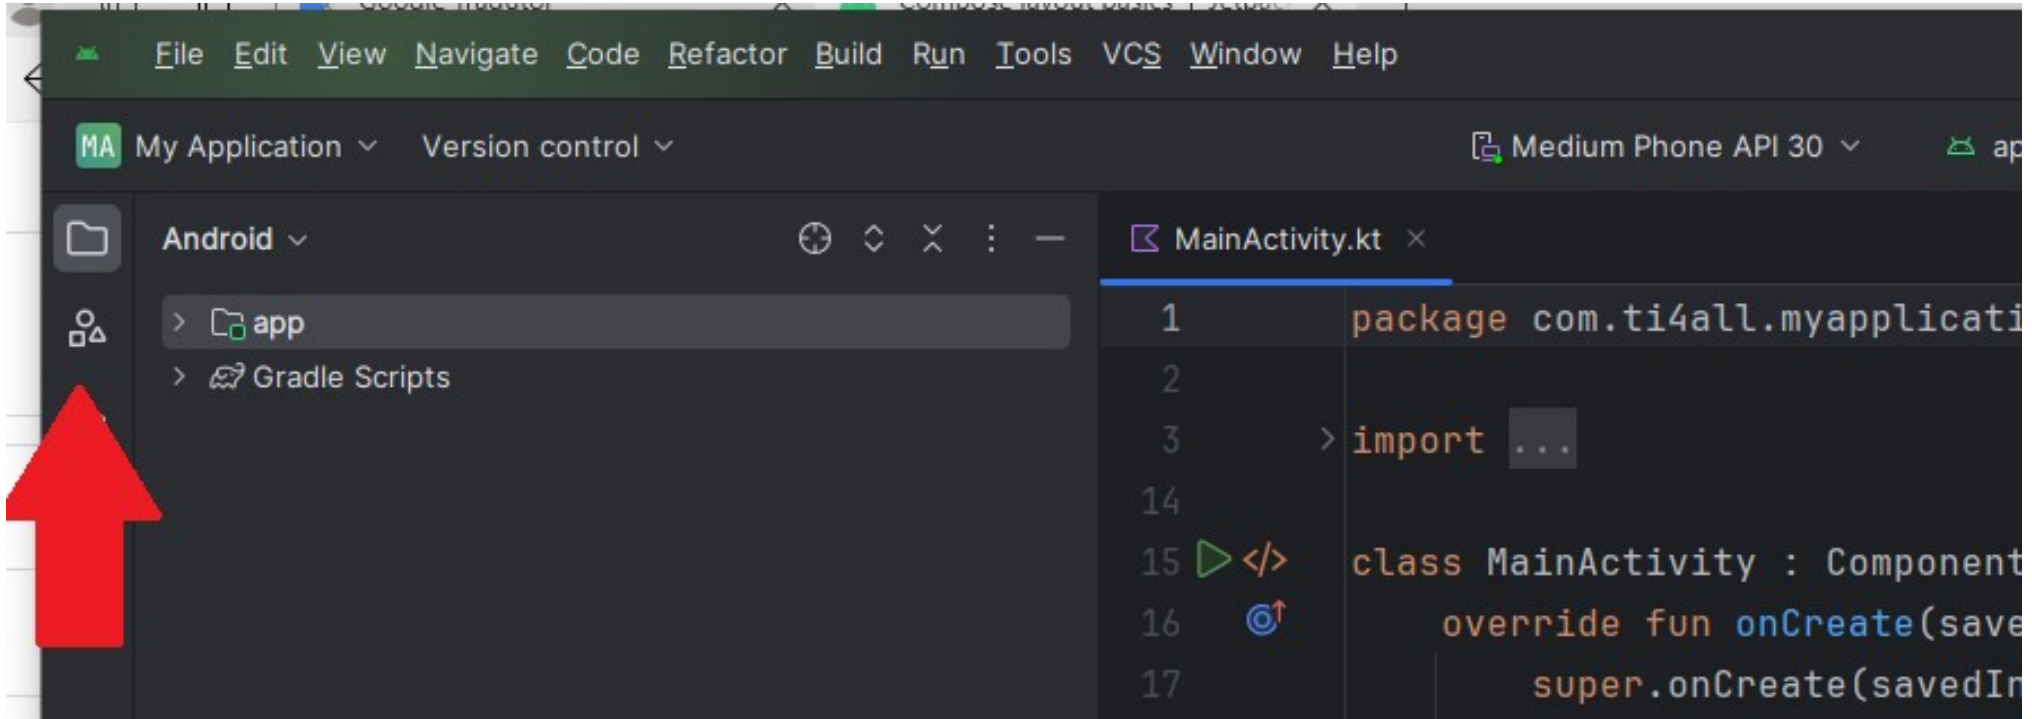 File Edit View Navigate Code Refactor Build Run Tools VCS Window Help
MA My Application Version control Medium Phone API 30 ap
Android
MainActivity.kt
app
Gradle Scripts
1 package com.ti4all.myapplicati
2
3 import ...
14
15 </> class MainActivity : Component
16 override fun onCreate(save
17 super.onCreate(savedIn